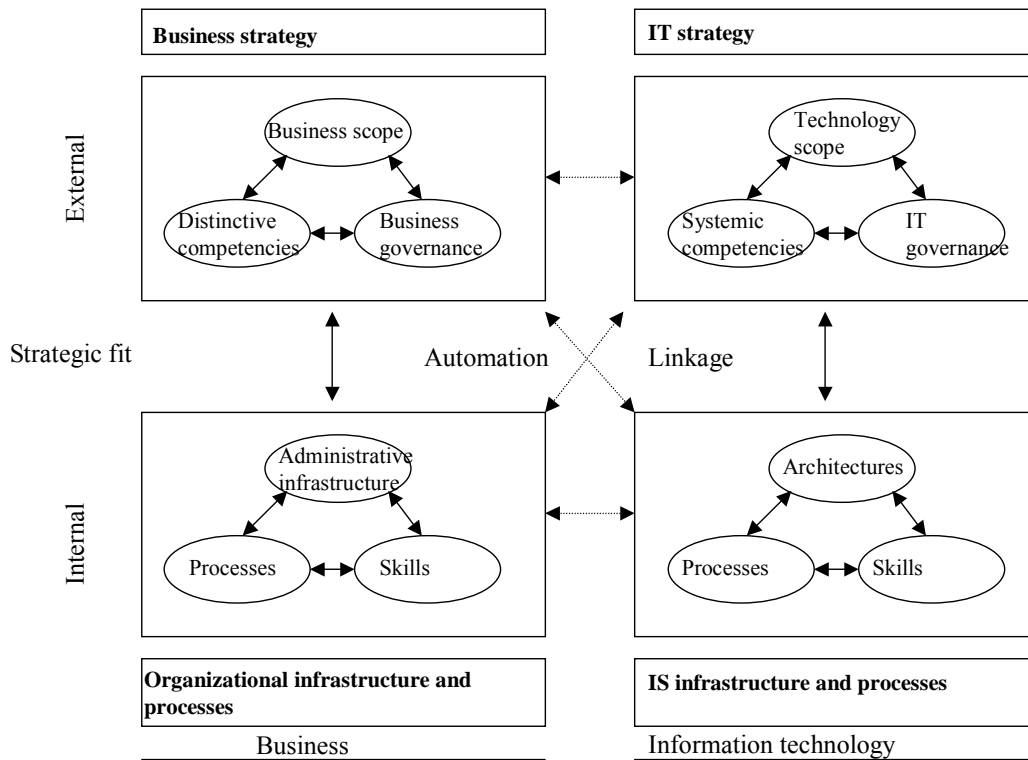 Business strategy
IT strategy
External
Business scope
Distinctive
competencies
Business
governance
Technology
scope
Systemic
competencies
IT
governance
Strategic fit
Automation
Linkage
Internal
Administrative
infrastructure
Processes
Skills
Architectures
Processes
Skills
Organizational infrastructure and
processes
IS infrastructure and processes
Business
Information technology